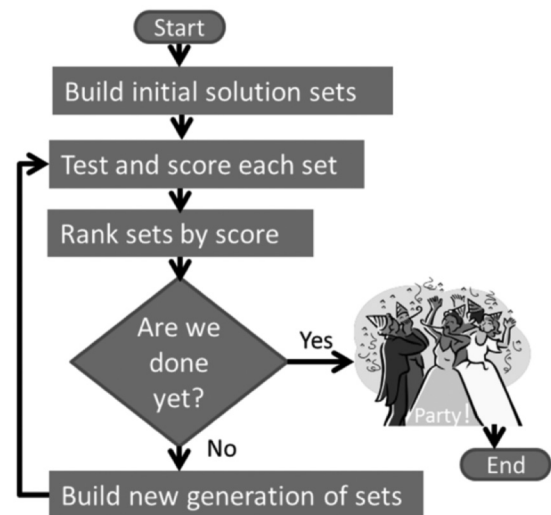 Start
Build initial solution sets
Test and score each set
Rank sets by score
Are we
done
yet?
Yes
Party!
No
End
Build new generation of sets